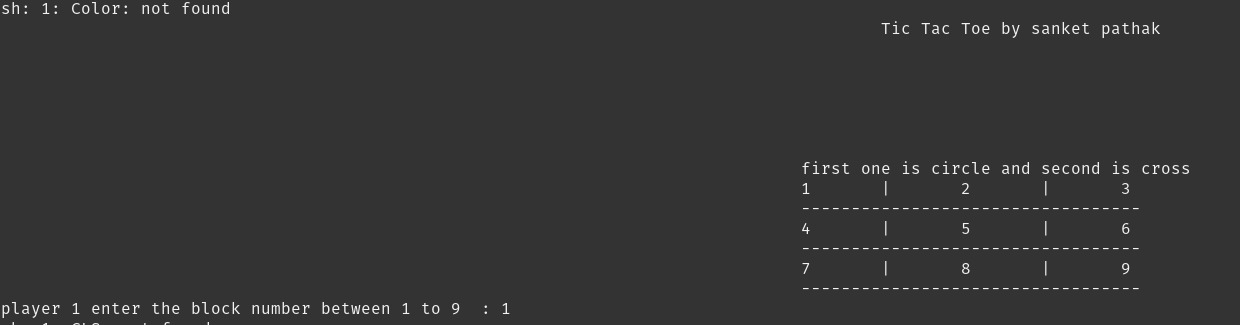 sh: 1: Color: not found
Tic Tac Toe by sanket pathak
first one is circle and second is cross
1 | 2 | 3
----------------------------------
4 | 5 | 6
----------------------------------
7 | 8 | 9
----------------------------------
player 1 enter the block number between 1 to 9 : 1